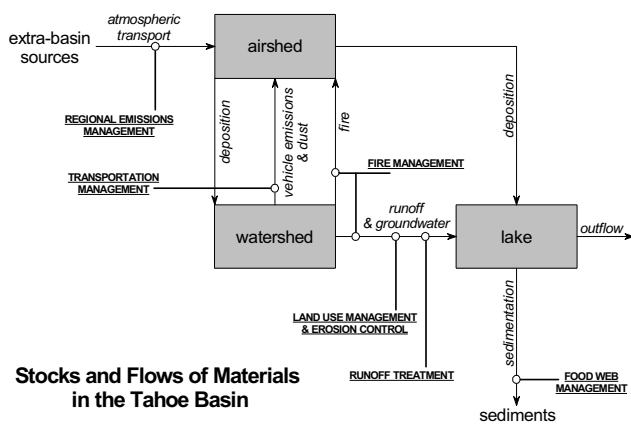 atmospheric
transport
extra-basin
sources
airshed
REGIONAL EMISSIONS
MANAGEMENT
deposition
vehicle emissions
& dust
fire
deposition
FIRE MANAGEMENT
TRANSPORTATION
MANAGEMENT
runoff
& groundwater
watershed
lake
outflow
LAND USE MANAGEMENT
& EROSION CONTROL
sedimentation
RUNOFF TREATMENT
FOOD WEB
MANAGEMENT
Stocks and Flows of Materials
in the Tahoe Basin
sediments